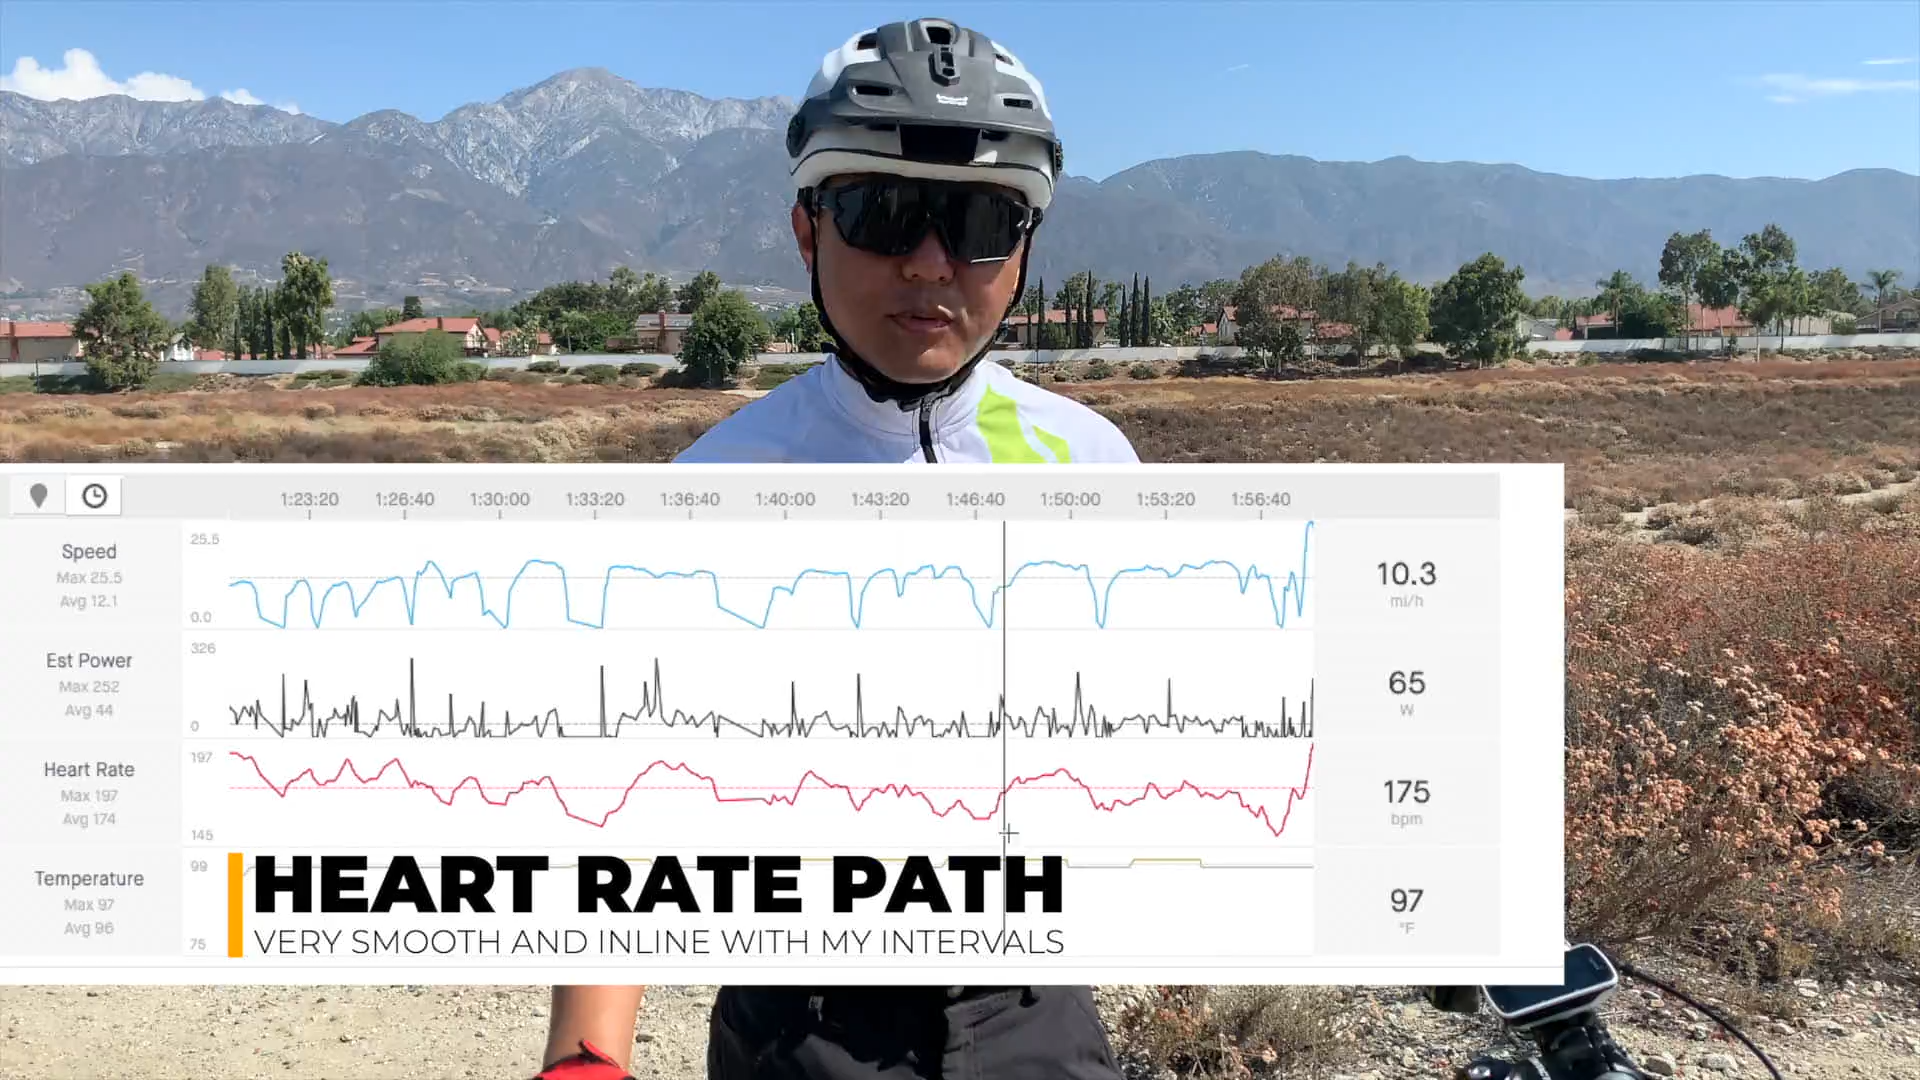 1:23:20 1:26:40 1:30:00 1:33:20 1:36:40 1:40:00 1:43:20 1:46:40 1:50:00 1:53:20 1:56:40
Speed
Max 25.5
Avg 12.1
25.5
0.0
10.3
mi/h
Est Power
Max 252
Avg 44
326
0
65
W
Heart Rate
Max 197
Avg 174
197
145
175
bpm
Temperature
Max 97
Avg 96
99
75
97
°F
HEART RATE PATH
VERY SMOOTH AND INLINE WITH MY INTERVALS